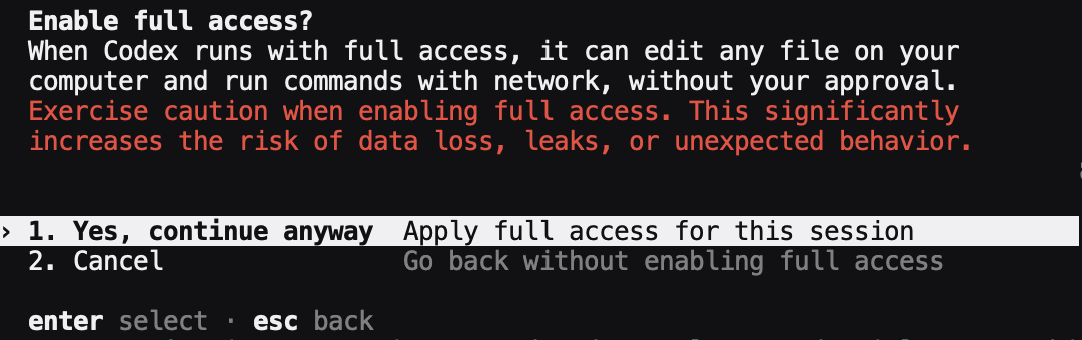 Enable full access?
When Codex runs with full access, it can edit any file on your
computer and run commands with network, without your approval.
Exercise caution when enabling full access. This significantly
increases the risk of data loss, leaks, or unexpected behavior.
› 1. Yes, continue anyway  Apply full access for this session
2. Cancel  Go back without enabling full access
enter select · esc back